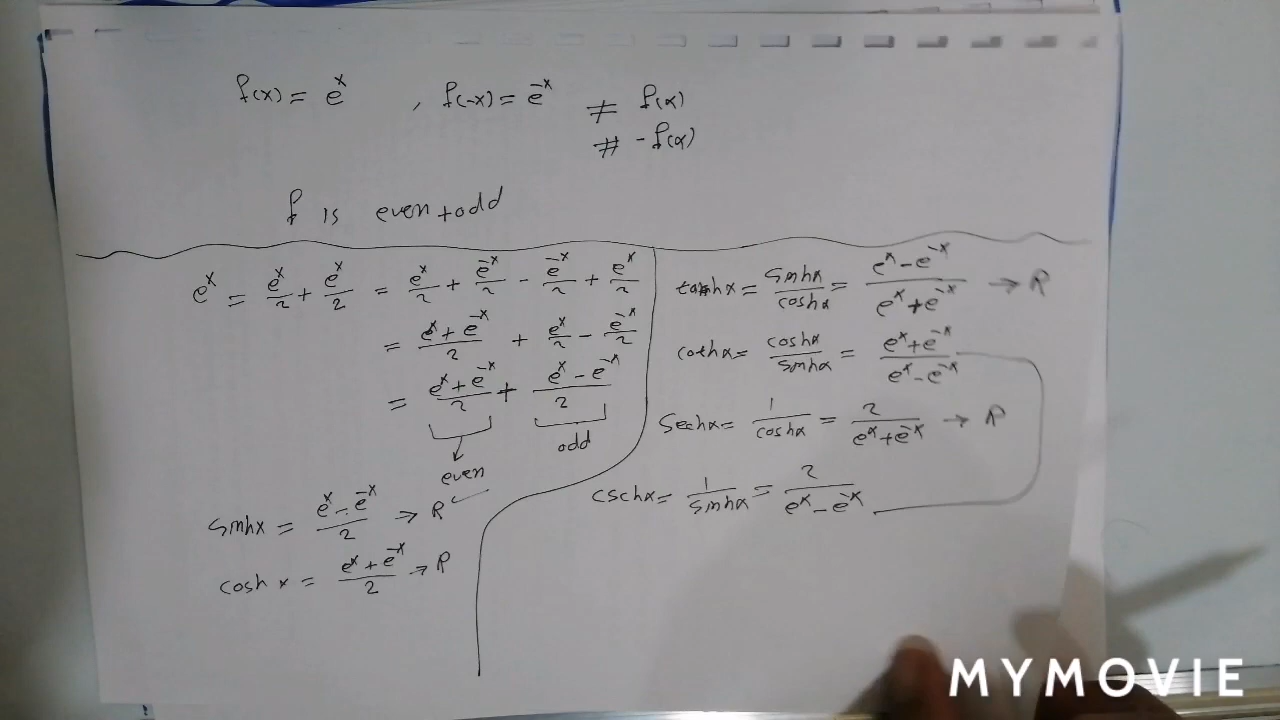 f(x) = e^x , f(-x) = e^-x ≠ f(x)
≠ -f(x)
f is even+odd
e^x = e^x/2 + e^x/2 = e^x/2 + e^-x/2 - e^-x/2 + e^x/2
= (e^x + e^-x)/2 + e^x/2 - e^-x/2
= (e^x + e^-x)/2 + (e^x - e^-x)/2
even
odd
sinhx = (e^x - e^-x)/2 → R
cosh x = (e^x + e^-x)/2 → R
tanhx = sinhx/coshx = (e^x - e^-x)/(e^x + e^-x) → R
cothx = coshx/sinhx = (e^x + e^-x)/(e^x - e^-x)
Sechx = 1/coshx = 2/(e^x + e^-x) → R
cschx = 1/sinhx = 2/(e^x - e^-x)
MYMOVIE